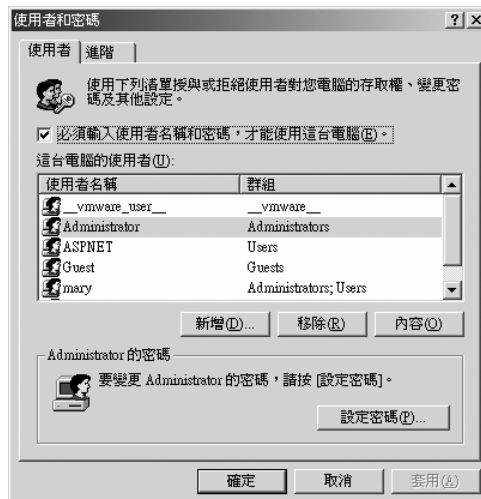 使用者和密碼
使用者 進階
使用下列清單授與或拒絕使用者對您電腦的存取權、變更密
碼及其他設定。
必須輸入使用者名稱和密碼，才能使用這台電腦(E)。
這台電腦的使用者(U):
使用者名稱 群組
__vmware_user__ __vmware__
Administrator Administrators
ASPNET Users
Guest Guests
mary Administrators; Users
新增(D)... 移除(R) 內容(O)
Administrator 的密碼
要變更 Administrator 的密碼，請按 [設定密碼]。
設定密碼(P)...
確定 取消 套用(A)